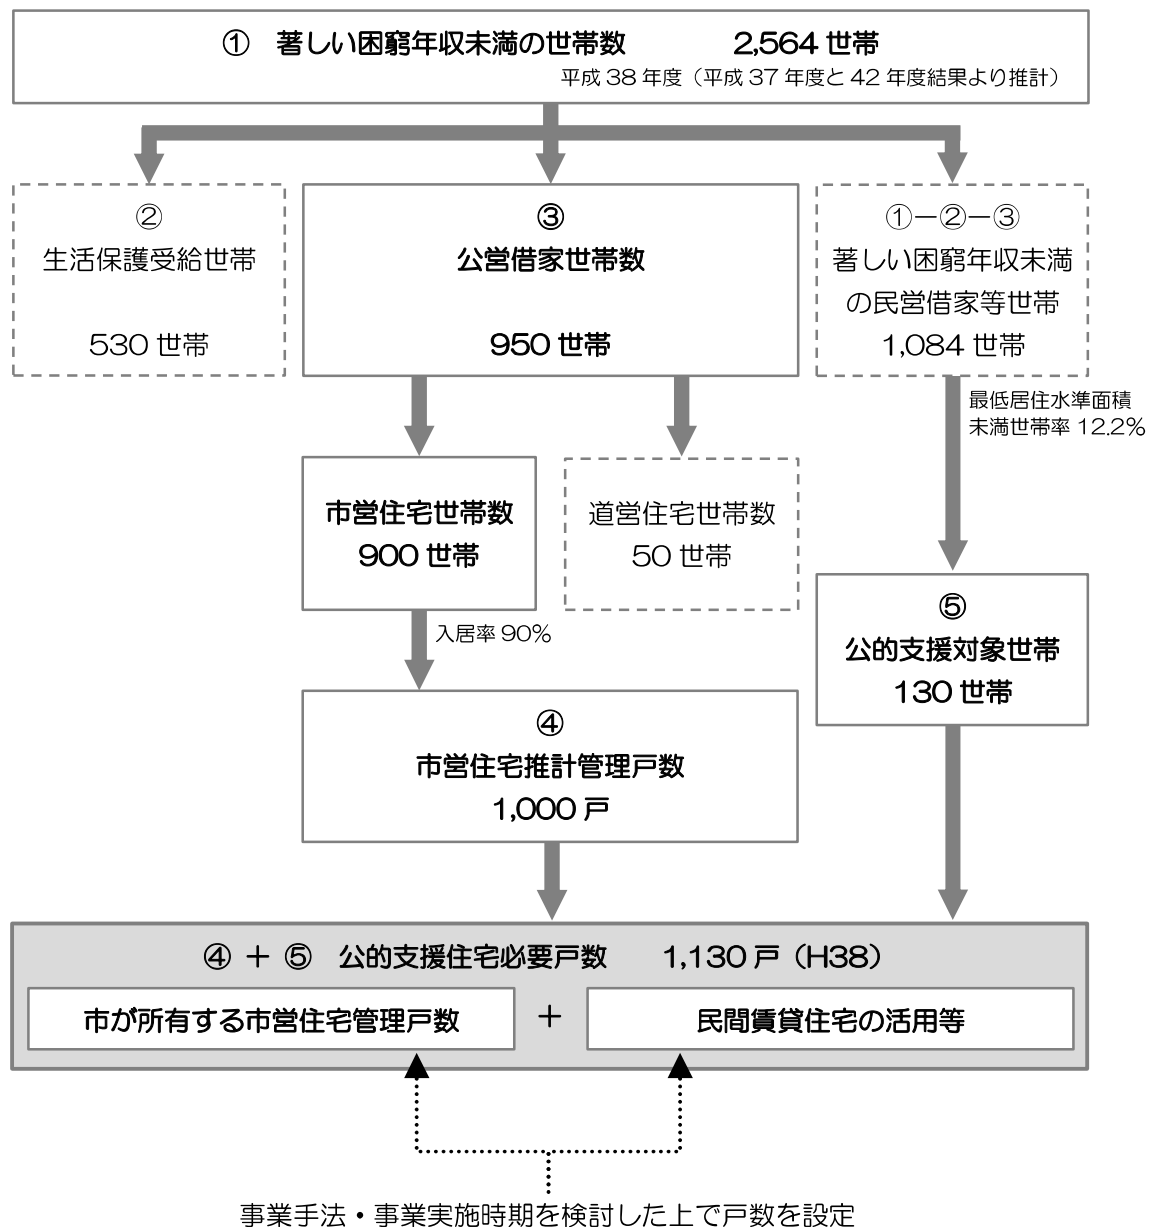 ① 著しい困窮年収未満の世帯数 2,564 世帯
平成 38 年度（平成 37 年度と 42 年度結果より推計）
②
生活保護受給世帯
530 世帯
③
公営借家世帯数
950 世帯
①－②－③
著しい困窮年収未満
の民営借家等世帯
1,084 世帯
最低居住水準面積
未満世帯率 12.2%
市営住宅世帯数
900 世帯
道営住宅世帯数
50 世帯
入居率 90%
⑤
公的支援対象世帯
130 世帯
④
市営住宅推計管理戸数
1,000 戸
④ ＋ ⑤ 公的支援住宅必要戸数 1,130 戸（H38）
市が所有する市営住宅管理戸数 ＋ 民間賃貸住宅の活用等
事業手法・事業実施時期を検討した上で戸数を設定